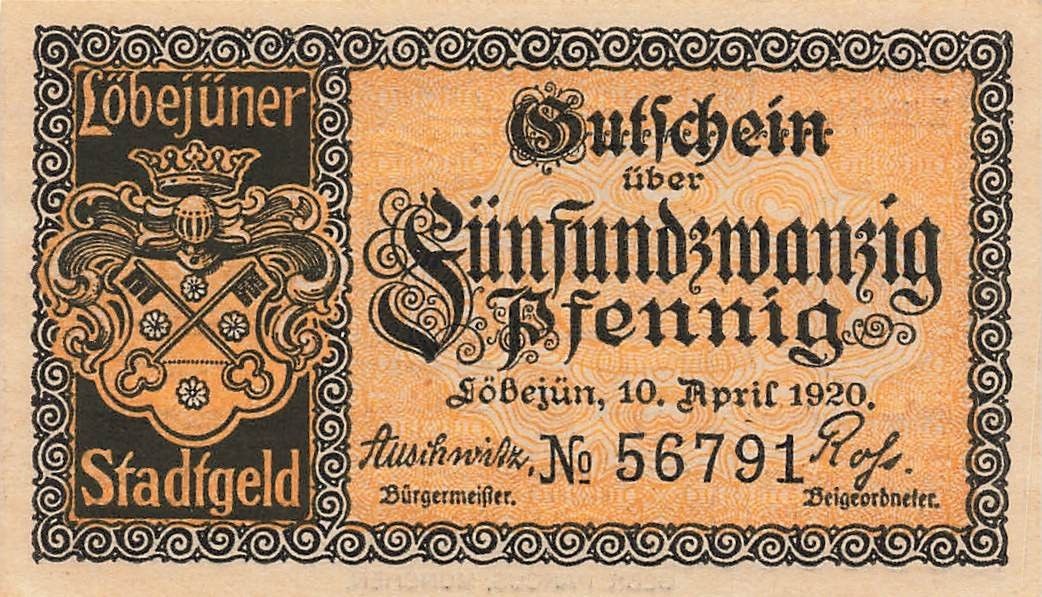 Löbejüner
Stadtgeld
Gutschein
über
Fünfundzwanzig
Pfennig
Löbejün, 10. April 1920.
No 56791
Bürgermeister.
Beigeordneter.